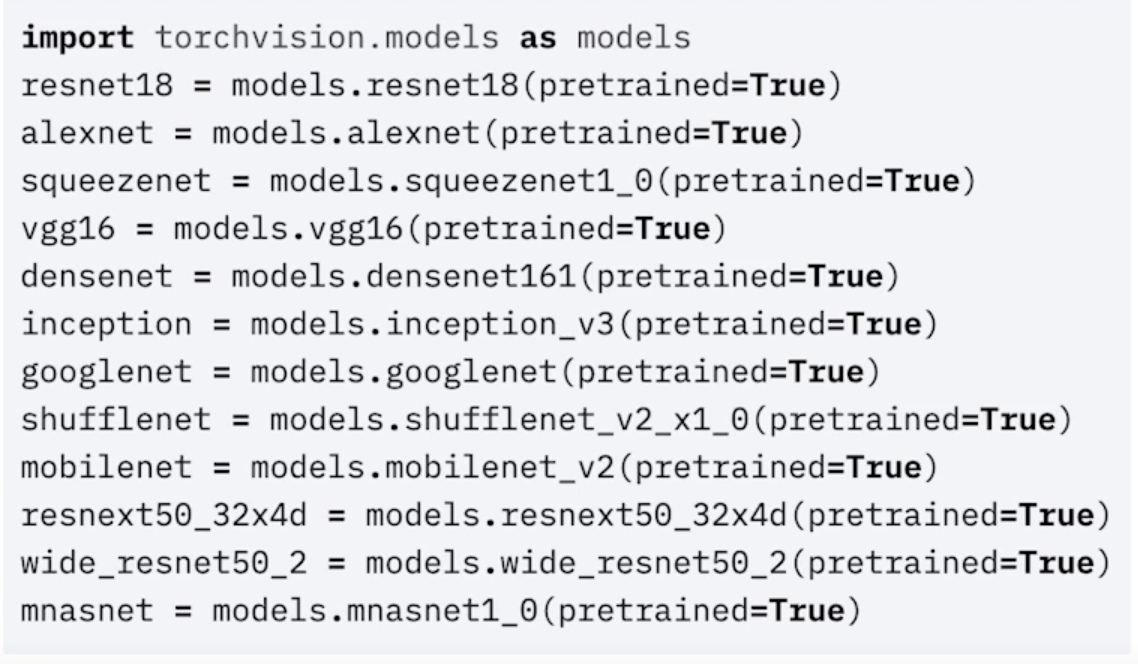 import torchvision.models as models
resnet18 = models.resnet18(pretrained=True)
alexnet = models.alexnet(pretrained=True)
squeezenet = models.squeezenet1_0(pretrained=True)
vgg16 = models.vgg16(pretrained=True)
densenet = models.densenet161(pretrained=True)
inception = models.inception_v3(pretrained=True)
googlenet = models.googlenet(pretrained=True)
shufflenet = models.shufflenet_v2_x1_0(pretrained=True)
mobilenet = models.mobilenet_v2(pretrained=True)
resnext50_32x4d = models.resnext50_32x4d(pretrained=True)
wide_resnet50_2 = models.wide_resnet50_2(pretrained=True)
mnasnet = models.mnasnet1_0(pretrained=True)